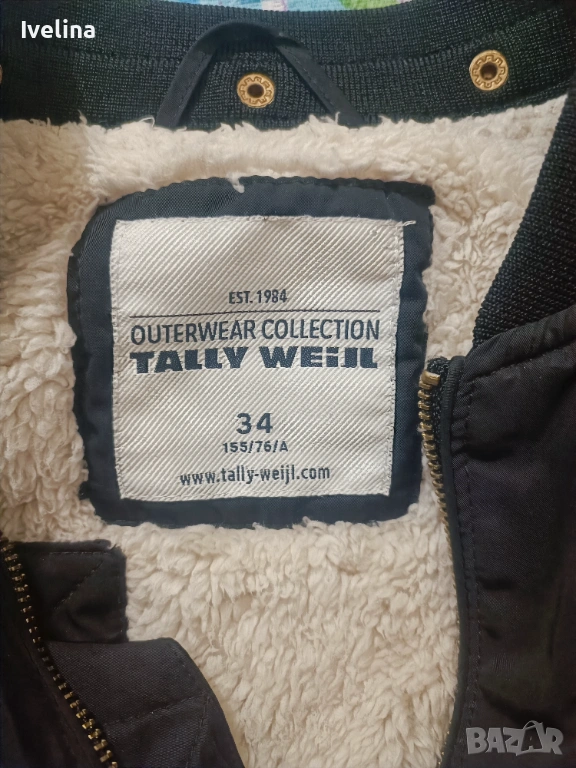 Ivelina
EST. 1984
OUTERWEAR COLLECTION
TALLY WEiJL
34
155/76/A
www.tally-weijl.com
BAZAR